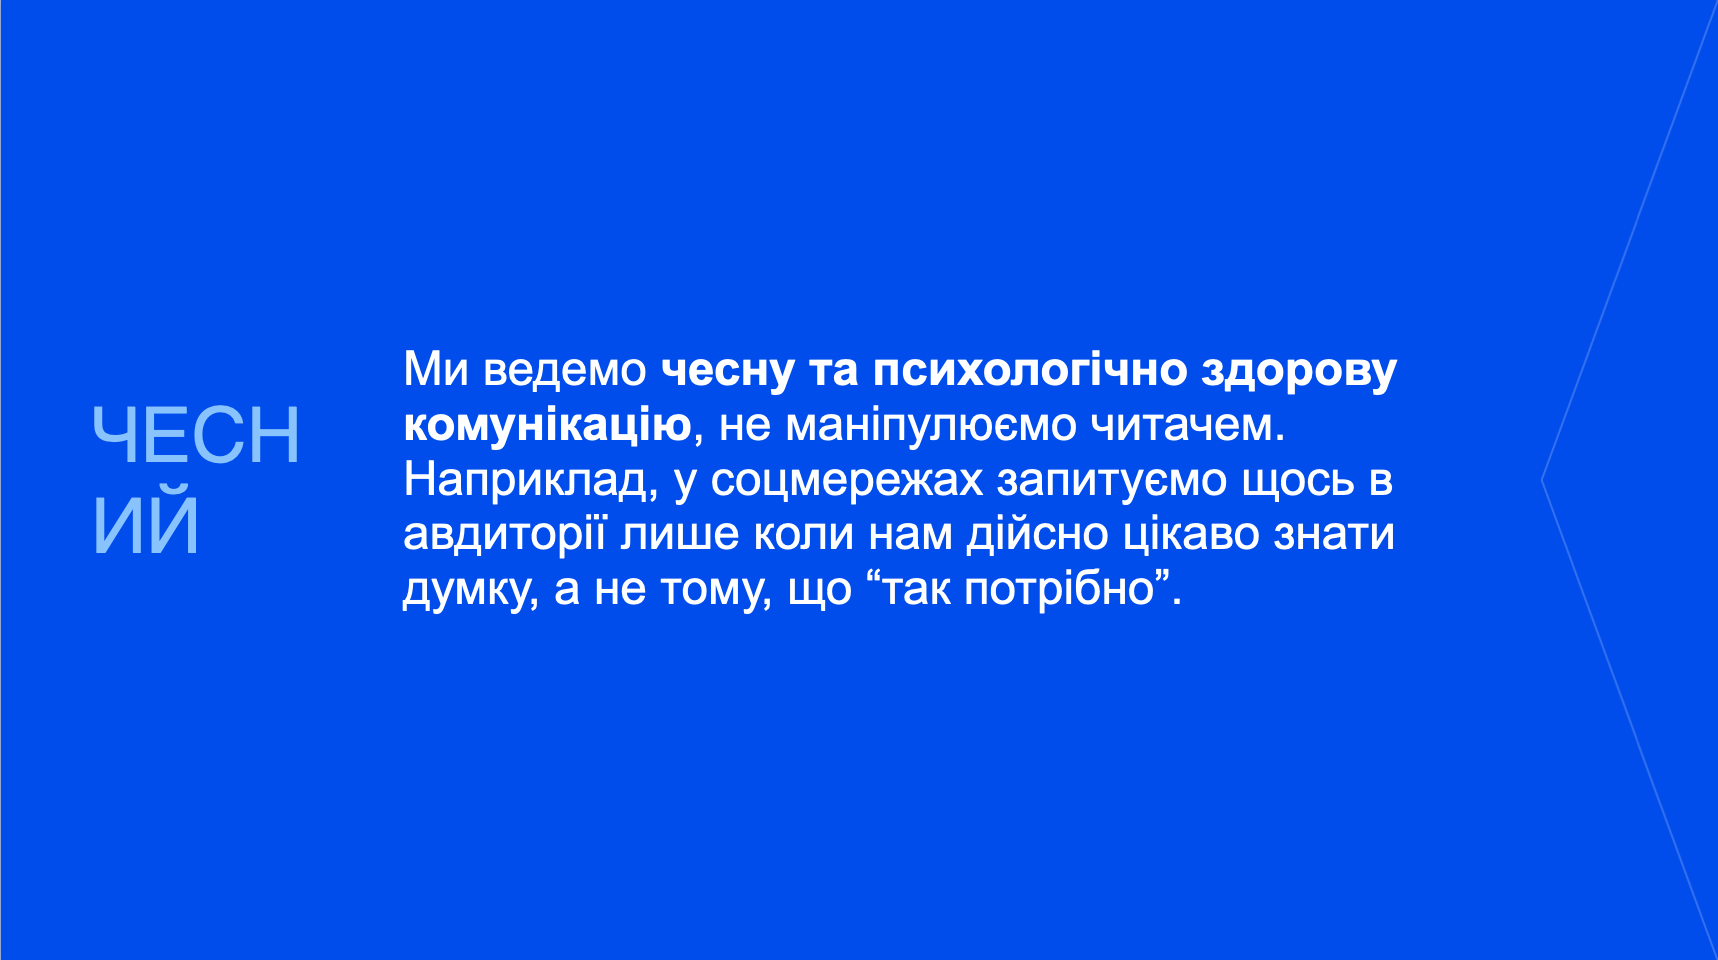 ЧЕСН
ИЙ
Ми ведемо чесну та психологічно здорову
комунікацію, не маніпулюємо читачем.
Наприклад, у соцмережах запитуємо щось в
авдиторії лише коли нам дійсно цікаво знати
думку, а не тому, що “так потрібно”.